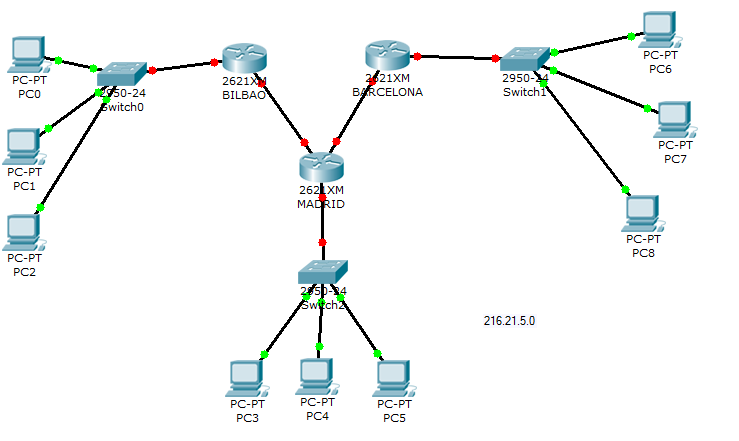 PC-PT
PC0
2950-24
Switch0
2621XM
BILBAO
2621XM
BARCELONA
2950-24
Switch1
PC-PT
PC6
PC-PT
PC1
PC-PT
PC7
2621XM
MADRID
PC-PT
PC2
PC-PT
PC8
2950-24
Switch2
216.21.5.0
PC-PT
PC3
PC-PT
PC4
PC-PT
PC5